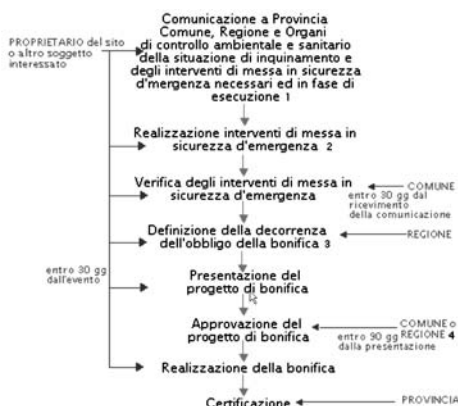 Comunicazione a Provincia
Comune, Regione e Organi
di controllo ambientale e sanitario
della situazione di inquinamento e
degli interventi di messa in sicurezza
d'mergenza necessari ed in fase di
esecuzione 1
PROPRIETARIO del sito
o altro soggetto
interessato
Realizzazione interventi di messa in
sicurezza d'emergenza 2
Verifica degli interventi di messa in
sicurezza d'emergenza
COMUNE
entro 30 gg dal
ricevimento
della comunicazione
Definizione della decorrenza
dell'obbligo della bonifica 3
REGIONE
entro 30 gg
dall'evento
Presentazione del
progetto di bonifica
Approvazione del
progetto di bonifica
COMUNE o
REGIONE 4
entro 90 gg
dalla presentazione
Realizzazione della bonifica
Certificazione
PROVINCIA